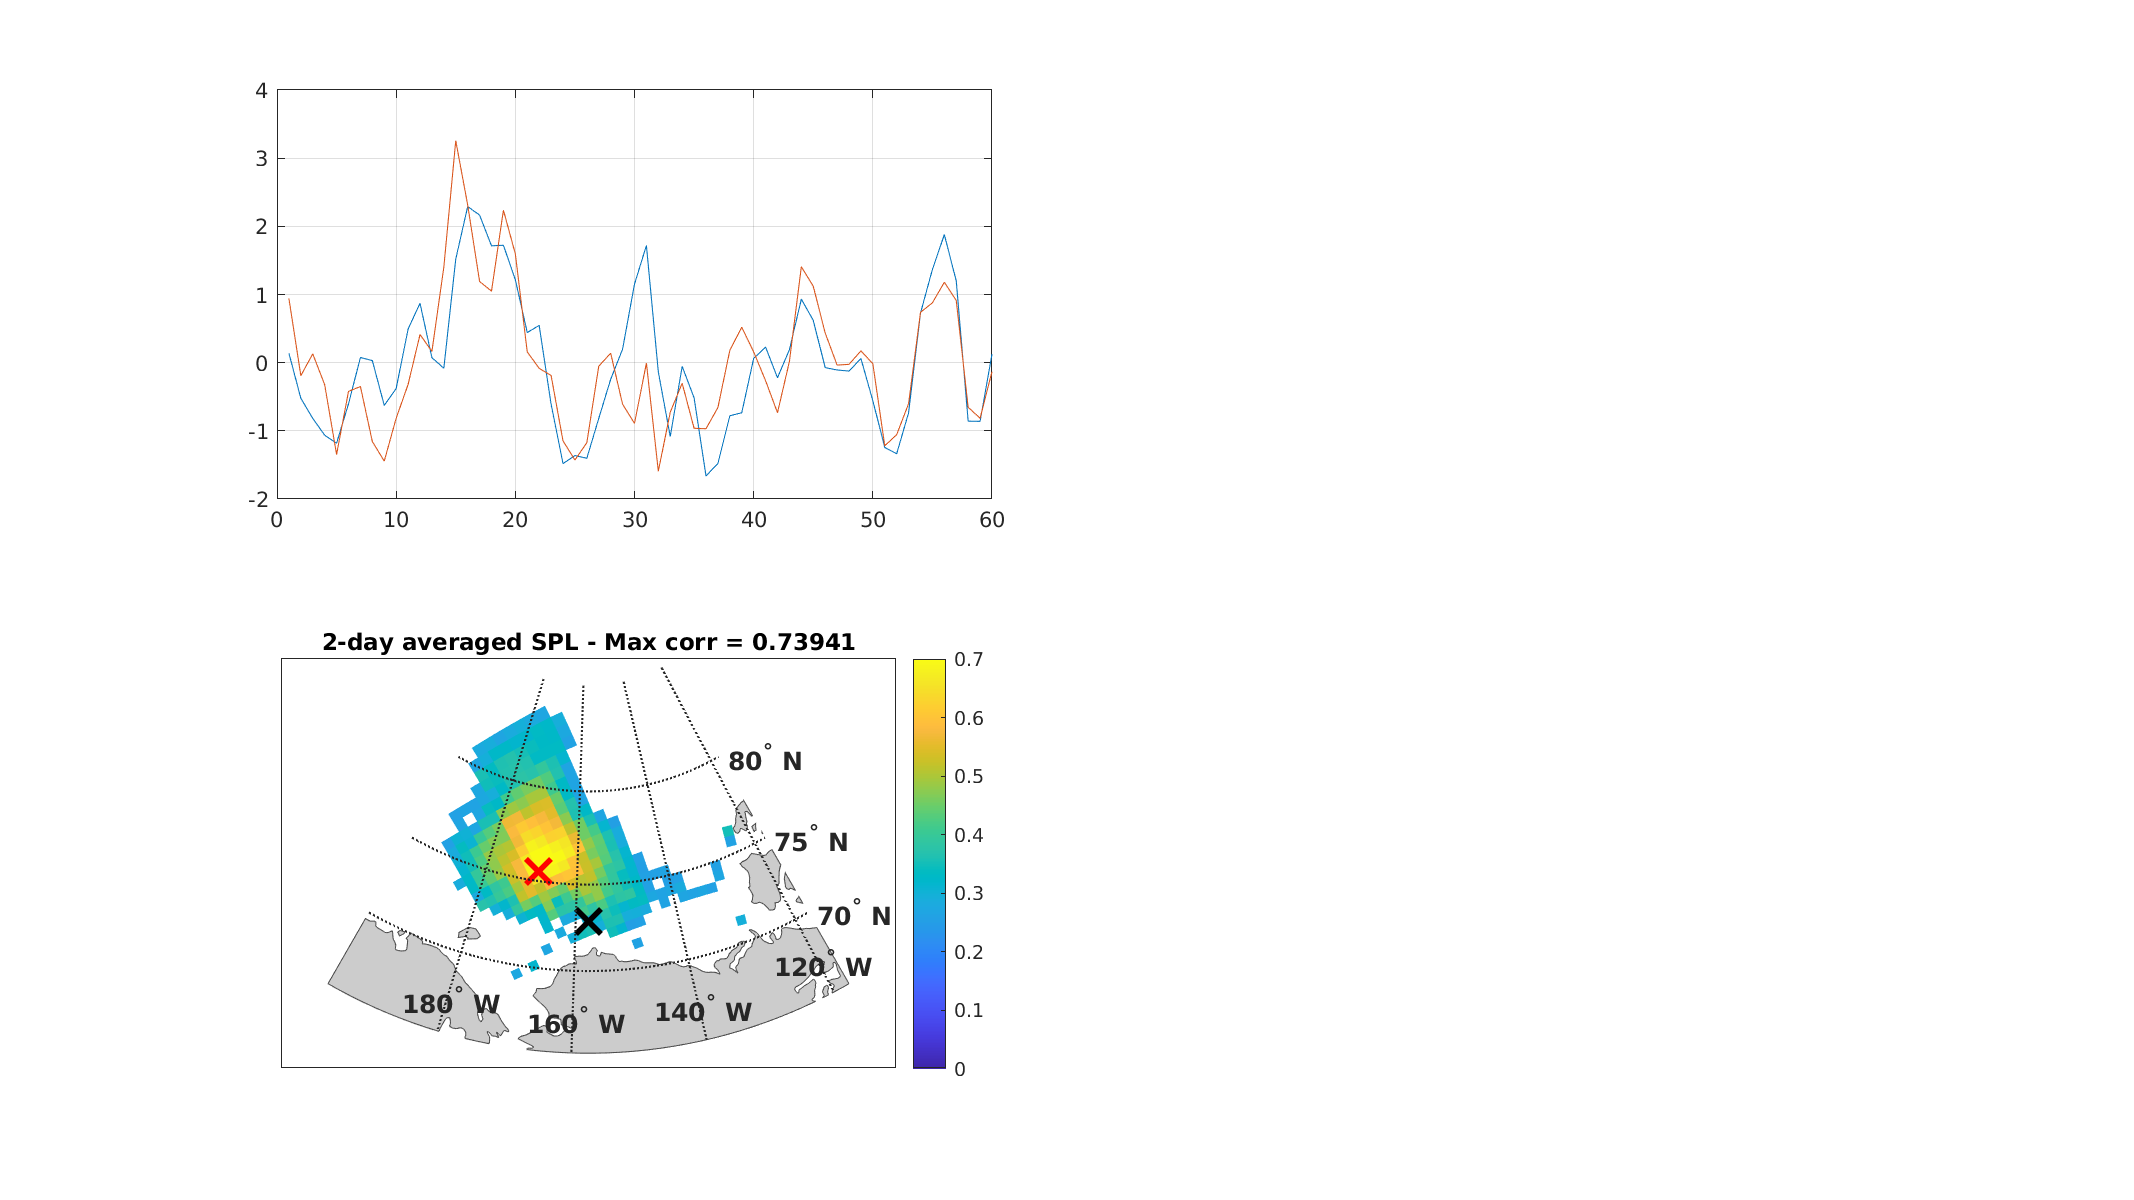 4
3
2
1
0
-1
-2
0 10 20 30 40 50 60
2-day averaged SPL - Max corr = 0.73941
0.7
0.6
0.5
0.4
0.3
0.2
0.1
0
80° N
75° N
70° N
180° W
160° W
140° W
120° W